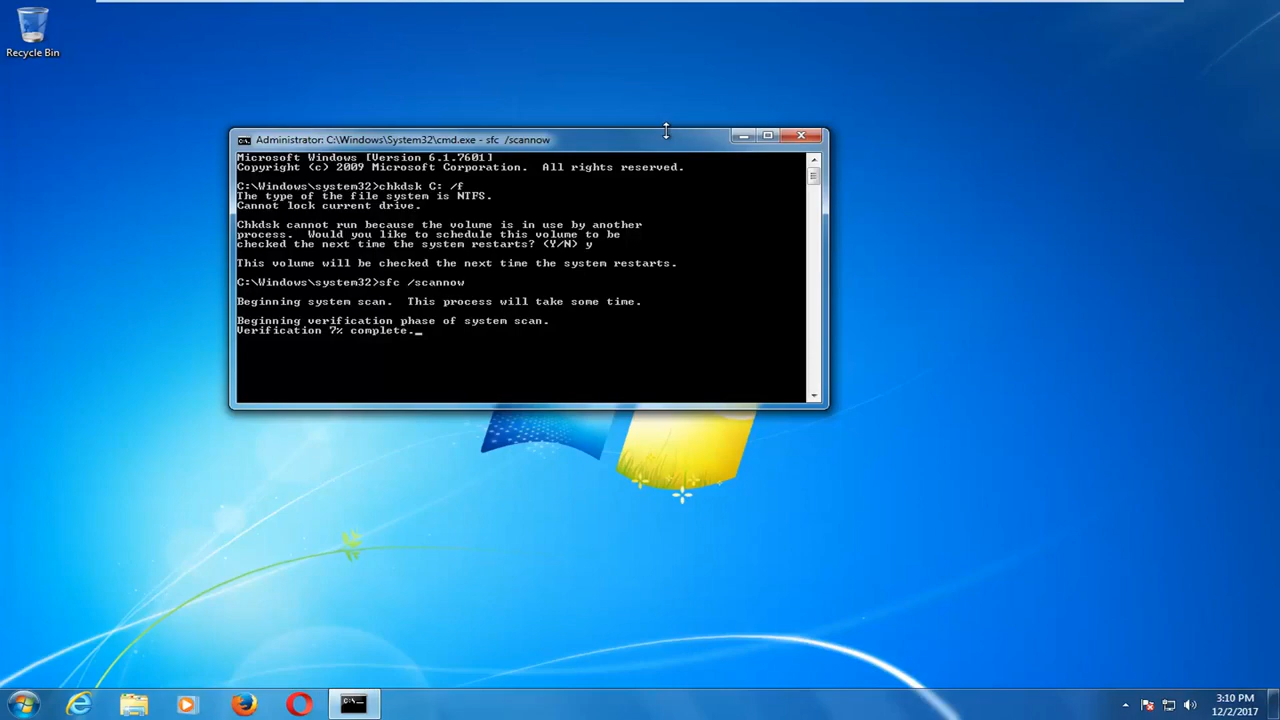 Recycle Bin
Administrator: C:\Windows\System32\cmd.exe - sfc  /scannow
Microsoft Windows [Version 6.1.7601]
Copyright (c) 2009 Microsoft Corporation.  All rights reserved.
C:\Windows\system32>chkdsk C: /f
The type of the file system is NTFS.
Cannot lock current drive.
Chkdsk cannot run because the volume is in use by another
process.  Would you like to schedule this volume to be
checked the next time the system restarts? (Y/N) y
This volume will be checked the next time the system restarts.
C:\Windows\system32>sfc /scannow
Beginning system scan.  This process will take some time.
Beginning verification phase of system scan.
Verification 7% complete.
3:10 PM
12/2/2017